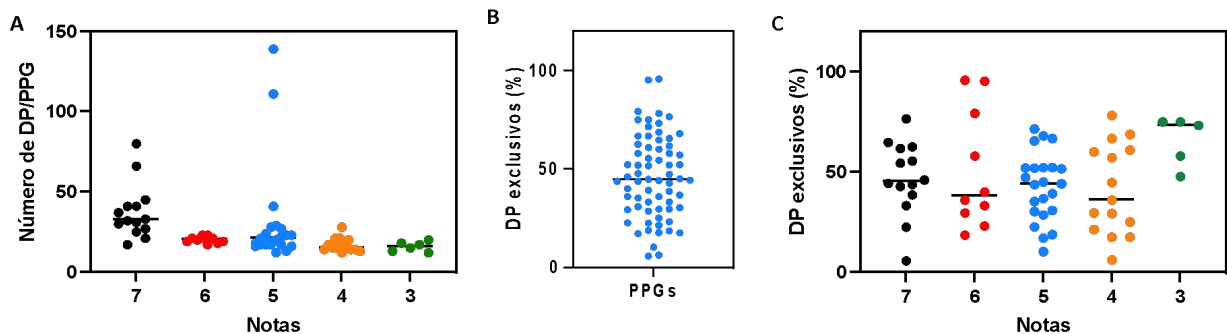 A
Número de DP/PPG
150
100
50
0
7 6 5 4 3
Notas
B
DP exclusivos (%)
100
50
0
PPGs
C
DP exclusivos (%)
100
50
0
7 6 5 4 3
Notas